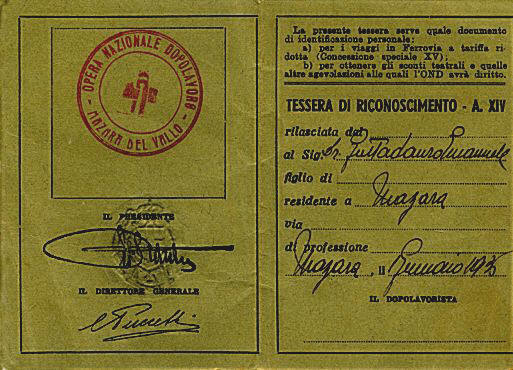 OPERA NAZIONALE DOPOLAVORO
MAZARA DEL VALLO
IL PRESIDENTE
IL DIRETTORE GENERALE
La presente tessera serve quale documento
di identificazione personale;
a) per i viaggi in Ferrovia a tariffa ri-
dotta (Concessione speciale XV);
b) per ottenere gli sconti teatrali e quelle
altre agevolazioni alle quali l'OND avrà diritto.
TESSERA DI RICONOSCIMENTO - A. XIV
rilasciata dal
al Sig. Emanuele
figlio di
residente a Mazara
via
di professione
Mazara, li Gennaio 193
IL DOPOLAVORISTA